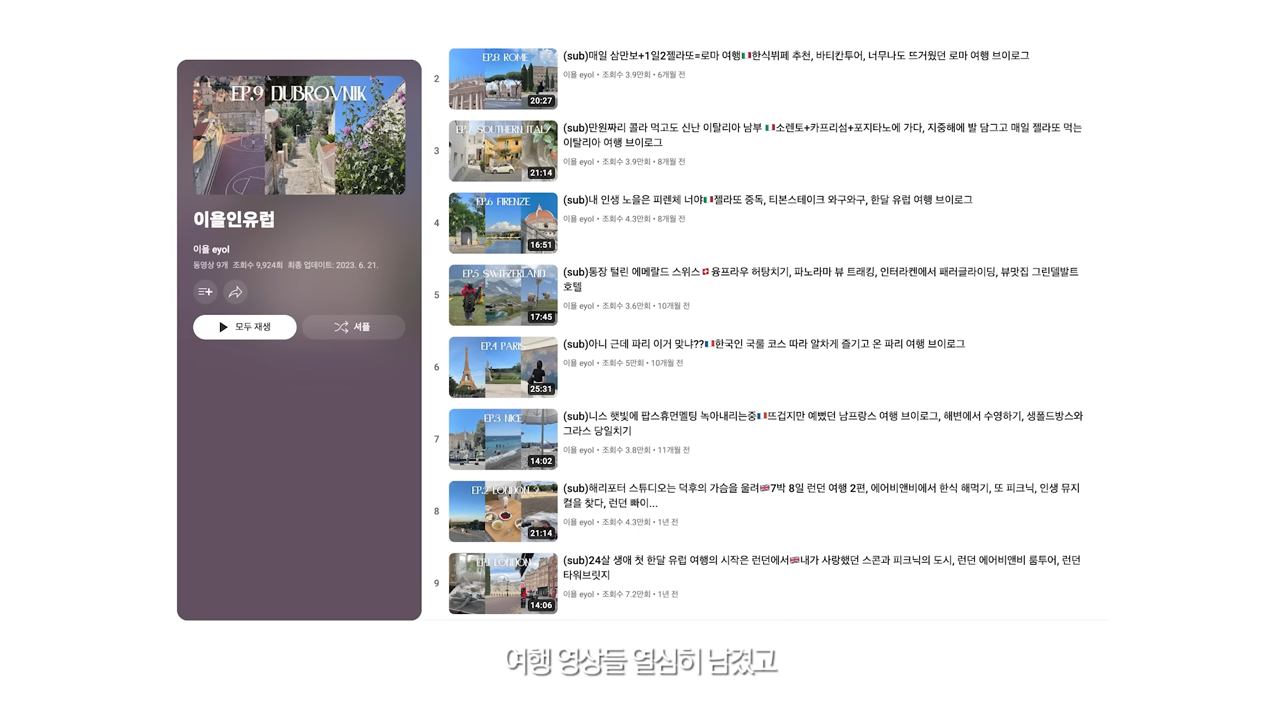 EP.9 DUBROVNIK
이율인유럽
이율 eyol
동영상 9개 조회수 9,924회 최종 업데이트: 2023. 6. 21.
모두 재생
셔플
2
EP.8 ROME
20:27
(sub)매일 삼만보+1일2젤라또=로마 여행🇮🇹한식뷔페 추천, 바티칸투어, 너무나도 뜨거웠던 로마 여행 브이로그
이율 eyol • 조회수 3.9만회 • 6개월 전
3
EP.7 SOUTHERN ITALY
21:14
(sub)만원짜리 콜라 먹고도 신난 이탈리아 남부 🇮🇹소렌토+카프리섬+포지타노에 가다, 지중해에 발 담그고 매일 젤라또 먹는
이탈리아 여행 브이로그
이율 eyol • 조회수 3.9만회 • 8개월 전
4
EP.6 FIRENZE
16:51
(sub)내 인생 노을은 피렌체 너야🇮🇹젤라또 중독, 티본스테이크 와구와구, 한달 유럽 여행 브이로그
이율 eyol • 조회수 4.3만회 • 8개월 전
5
EP.5 SWITZERLAND
17:45
(sub)통장 털린 에메랄드 스위스🇨🇭융프라우 허탕치기, 파노라마 뷰 트래킹, 인터라켄에서 패러글라이딩, 뷰맛집 그린델발트
호텔
이율 eyol • 조회수 3.6만회 • 10개월 전
6
EP.4 PARIS
25:31
(sub)아니 근데 파리 이거 맞냐??🇫🇷한국인 국룰 코스 따라 알차게 즐기고 온 파리 여행 브이로그
이율 eyol • 조회수 5만회 • 10개월 전
7
EP.3 NICE
14:02
(sub)니스 햇빛에 팝스휴먼멜팅 녹아내리는중🇫🇷뜨겁지만 예뻤던 남프랑스 여행 브이로그, 해변에서 수영하기, 생폴드방스와
그라스 당일치기
이율 eyol • 조회수 3.8만회 • 11개월 전
8
EP.2 LONDON
21:14
(sub)해리포터 스튜디오는 덕후의 가슴을 울려🇬🇧7박 8일 런던 여행 2편, 에어비앤비에서 한식 해먹기, 또 피크닉, 인생 뮤지
컬을 찾다, 런던 빠이...
이율 eyol • 조회수 4.3만회 • 1년 전
9
EP.1 LONDON
14:06
(sub)24살 생애 첫 한달 유럽 여행의 시작은 런던에서🇬🇧내가 사랑했던 스콘과 피크닉의 도시, 런던 에어비앤비 룸투어, 런던
타워브릿지
이율 eyol • 조회수 7.2만회 • 1년 전
여행 영상들 열심히 남겼고